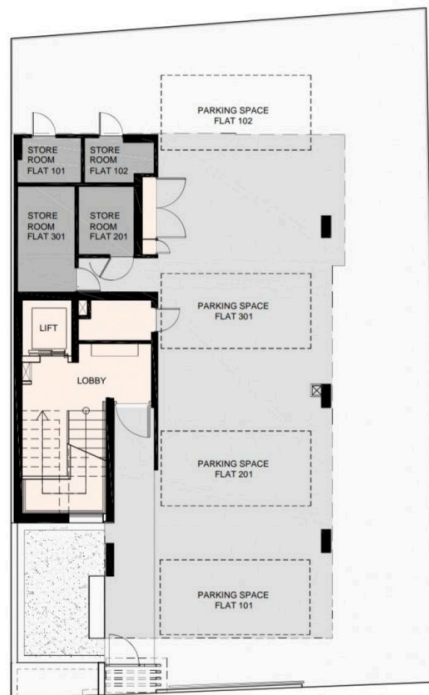 PARKING SPACE
FLAT 102
STORE
ROOM
FLAT 101
STORE
ROOM
FLAT 102
STORE
ROOM
FLAT 301
STORE
ROOM
FLAT 201
PARKING SPACE
FLAT 301
LIFT
LOBBY
PARKING SPACE
FLAT 201
PARKING SPACE
FLAT 101